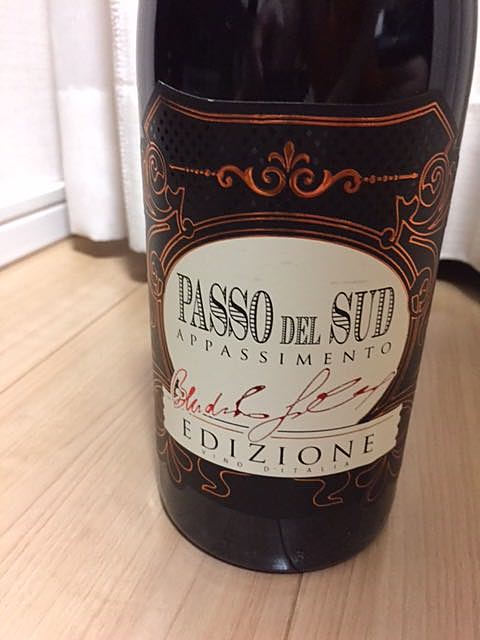 PASSO DEL SUD
APPASSIMENTO
EDIZIONE
VINO D'ITALIA